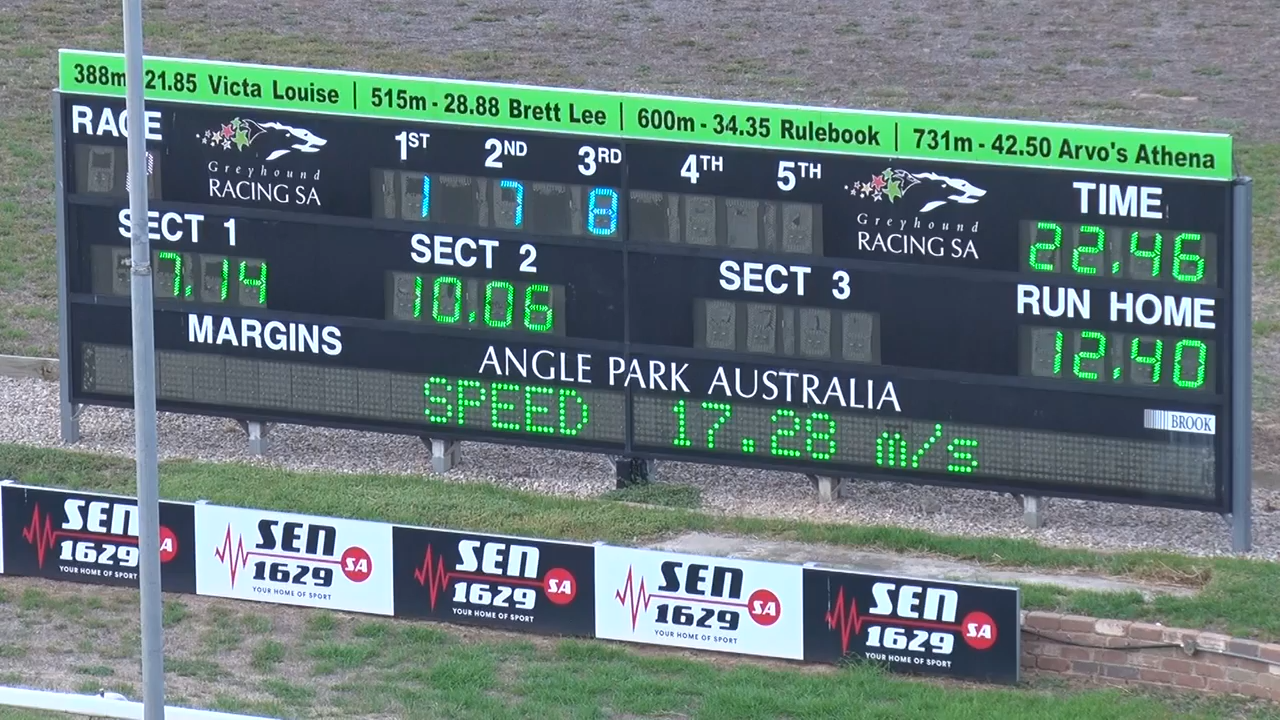 388m 21.85 Victa Louise | 515m - 28.88 Brett Lee | 600m - 34.35 Rulebook | 731m - 42.50 Arvo's Athena
RACE
Greyhound
RACING SA
1ST 2ND 3RD 4TH 5TH
Greyhound
RACING SA
TIME
1 7 8
22.46
SECT 1 SECT 2 SECT 3 RUN HOME
7.14 10.06 12.40
MARGINS
ANGLE PARK AUSTRALIA
SPEED 17.28 m/s
BROOK
SEN
1629 A
YOUR HOME OF SPORT
SEN
1629 SA
YOUR HOME OF SPORT
SEN
1629 SA
YOUR HOME OF SPORT
SEN
1629 SA
YOUR HOME OF SPORT
SEN
1629 SA
YOUR HOME OF SPORT